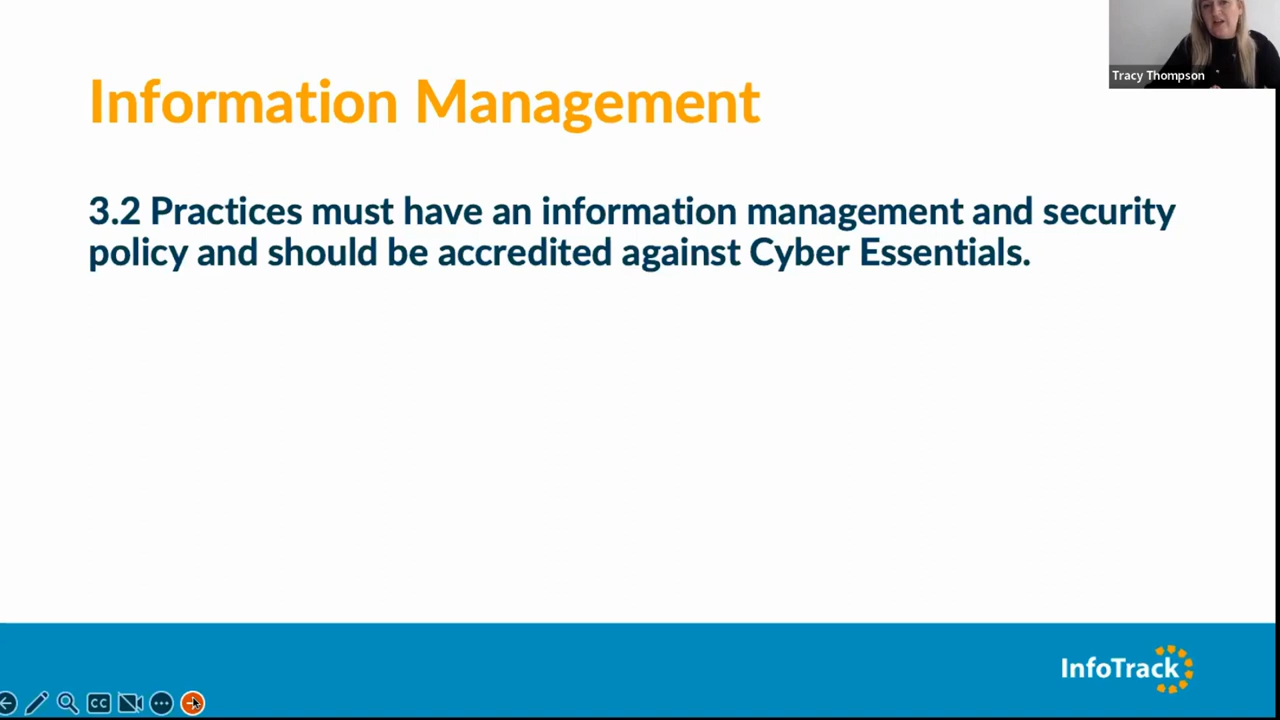 Tracy Thompson
Information Management
3.2 Practices must have an information management and security
policy and should be accredited against Cyber Essentials.
InfoTrack
CC